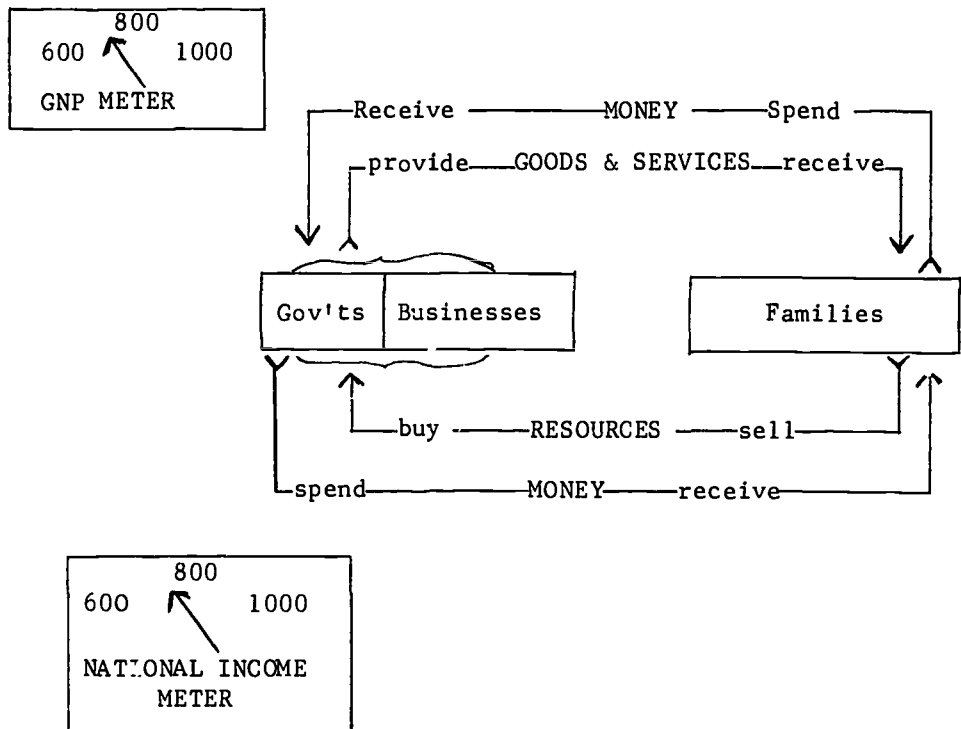 800
600 1000
GNP METER
Receive MONEY Spend
provide GOODS & SERVICES receive
Gov'ts Businesses Families
buy RESOURCES sell
spend MONEY receive
800
600 1000
NATIONAL INCOME
METER